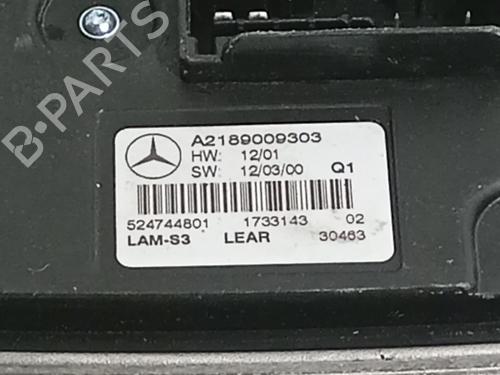 B-PARTS
A2189009303
HW: 12/01
SW: 12/03/00 Q1
524744801 1733143 02
LAM-S3 LEAR 30463